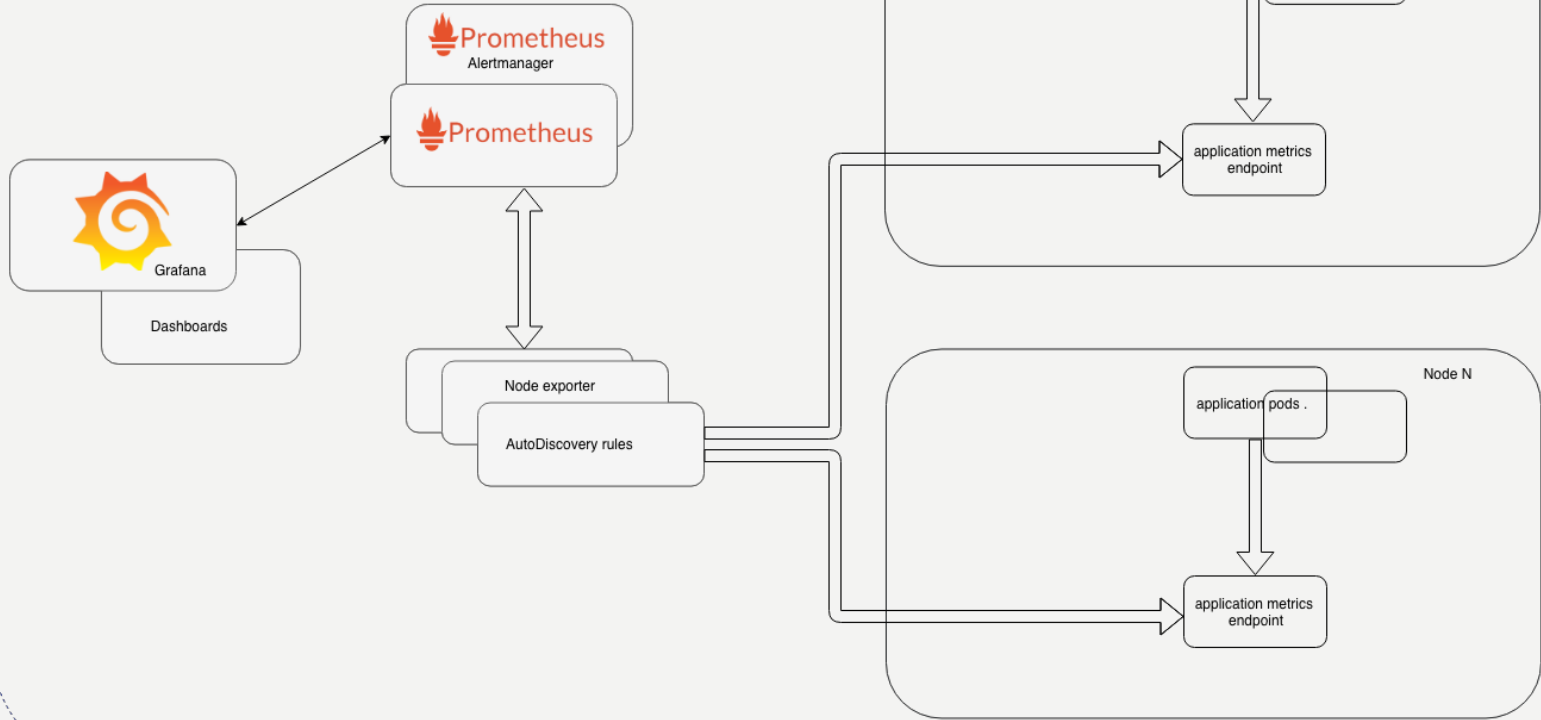 Prometheus
Alertmanager
Prometheus
application metrics
endpoint
Grafana
Dashboards
Node exporter
AutoDiscovery rules
Node N
application pods .
application metrics
endpoint